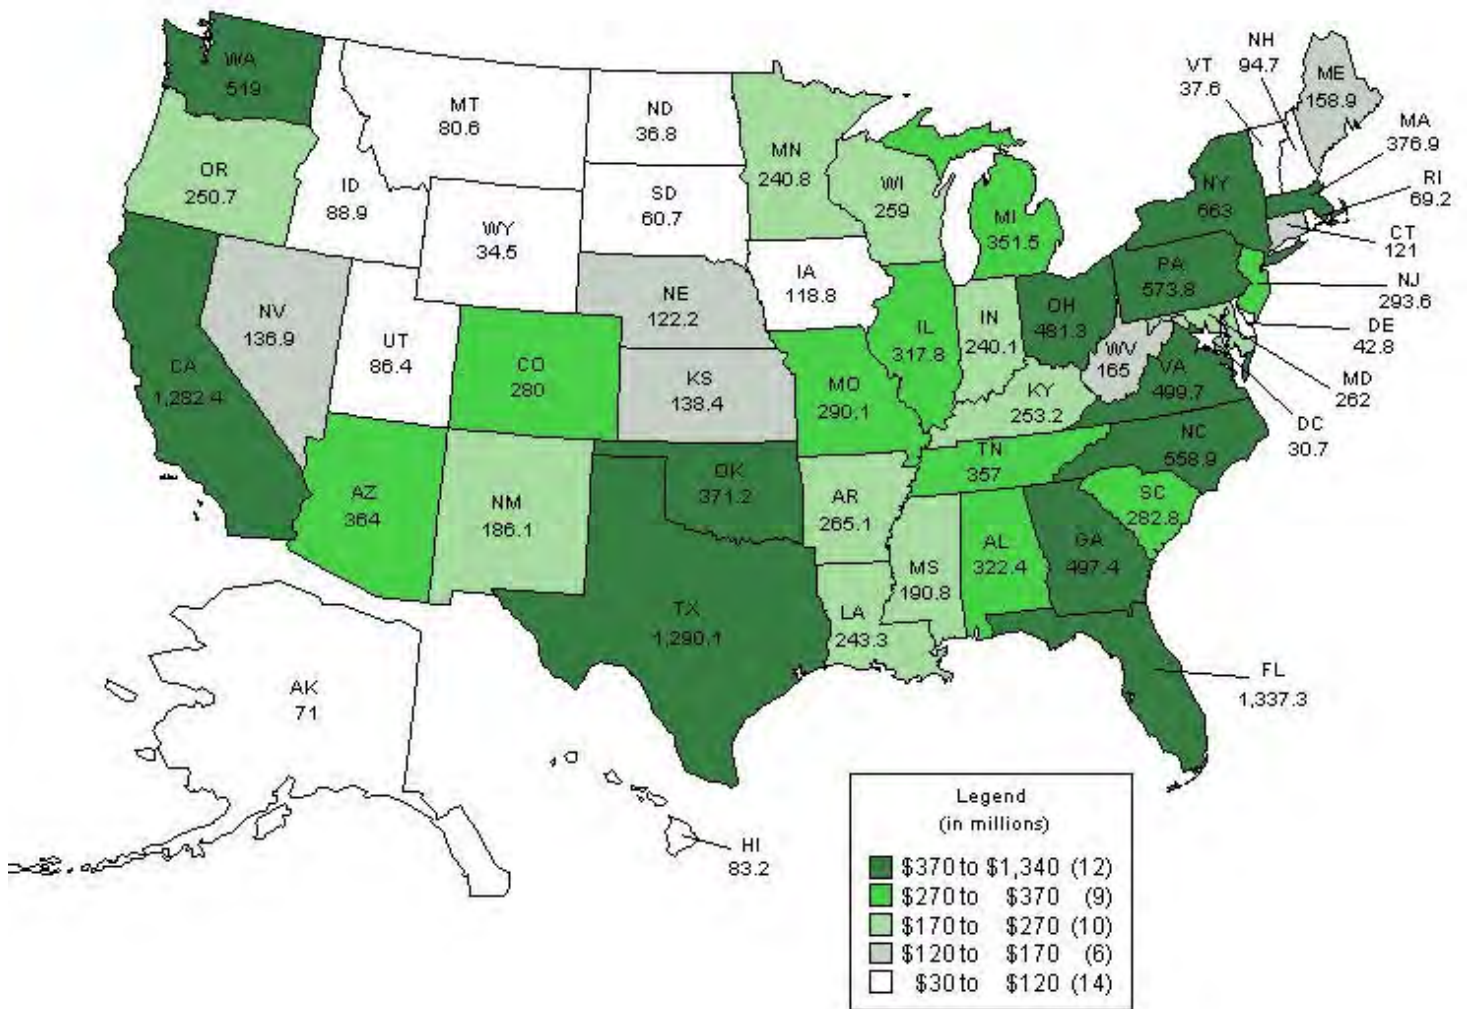 WA
519
MT
80.6
ND
36.8
MN
240.8
VT
37.6
NH
94.7
ME
158.9
MA
376.9
RI
69.2
CT
121
NJ
293.6
DE
42.8
MD
262
DC
30.7
OR
250.7
ID
88.9
WY
34.5
SD
60.7
WI
259
MI
351.5
NY
663
PA
573.8
IA
118.8
NE
122.2
NV
136.9
UT
86.4
CO
280
KS
138.4
MO
290.1
IL
317.8
IN
240.1
OH
481.3
WV
165
VA
499.7
KY
253.2
CA
1,282.4
AZ
364
NM
186.1
OK
371.2
AR
265.1
TN
357
NC
558.9
SC
282.8
MS
190.8
AL
322.4
GA
497.4
TX
1,290.1
LA
243.3
FL
1,337.3
AK
71
HI
83.2
Legend
(in millions)
$370 to $1,340 (12)
$270 to $370 (9)
$170 to $270 (10)
$120 to $170 (6)
$30 to $120 (14)